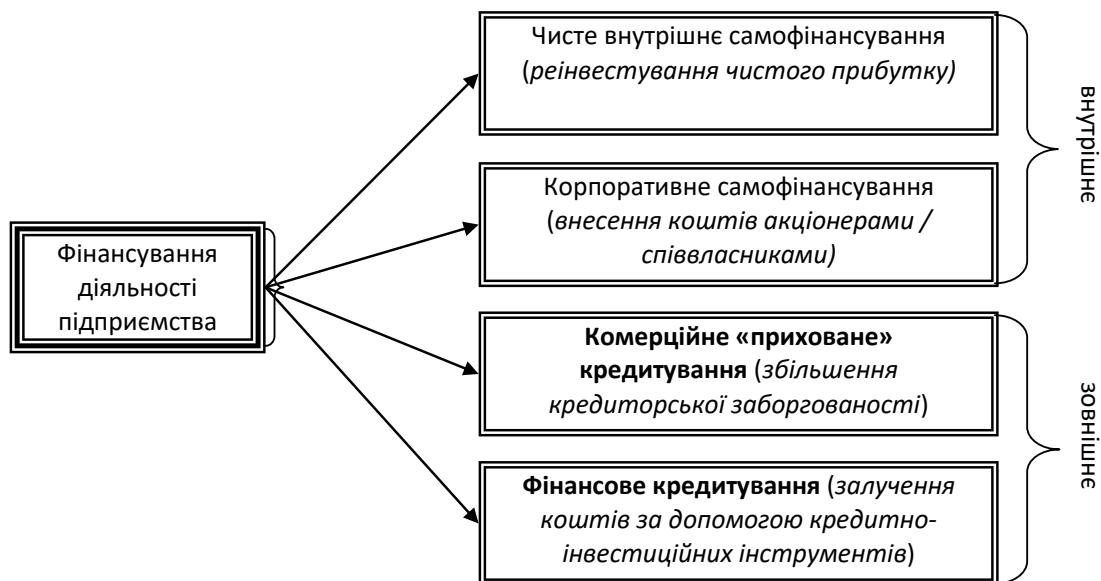 Чисте внутрішнє самофінансування
(реінвестування чистого прибутку)
Корпоративне самофінансування
(внесення коштів акціонерами /
співвласниками)
внутрішнє
Фінансування
діяльності
підприємства
Комерційне «приховане»
кредитування (збільшення
кредиторської заборгованості)
Фінансове кредитування (залучення
коштів за допомогою кредитно-
інвестиційних інструментів)
зовнішнє